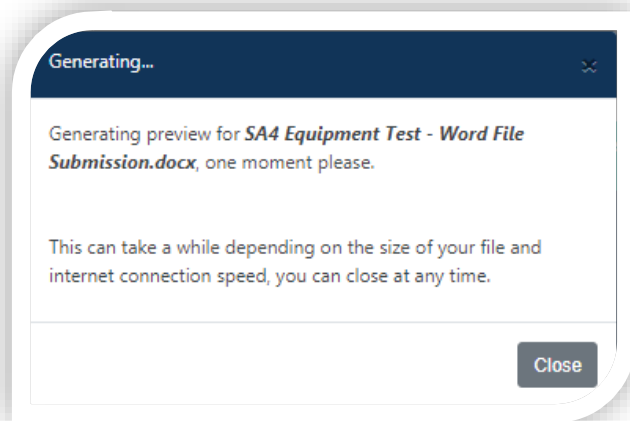 Generating...
Generating preview for SA4 Equipment Test - Word File
Submission.docx, one moment please.
This can take a while depending on the size of your file and
internet connection speed, you can close at any time.
Close